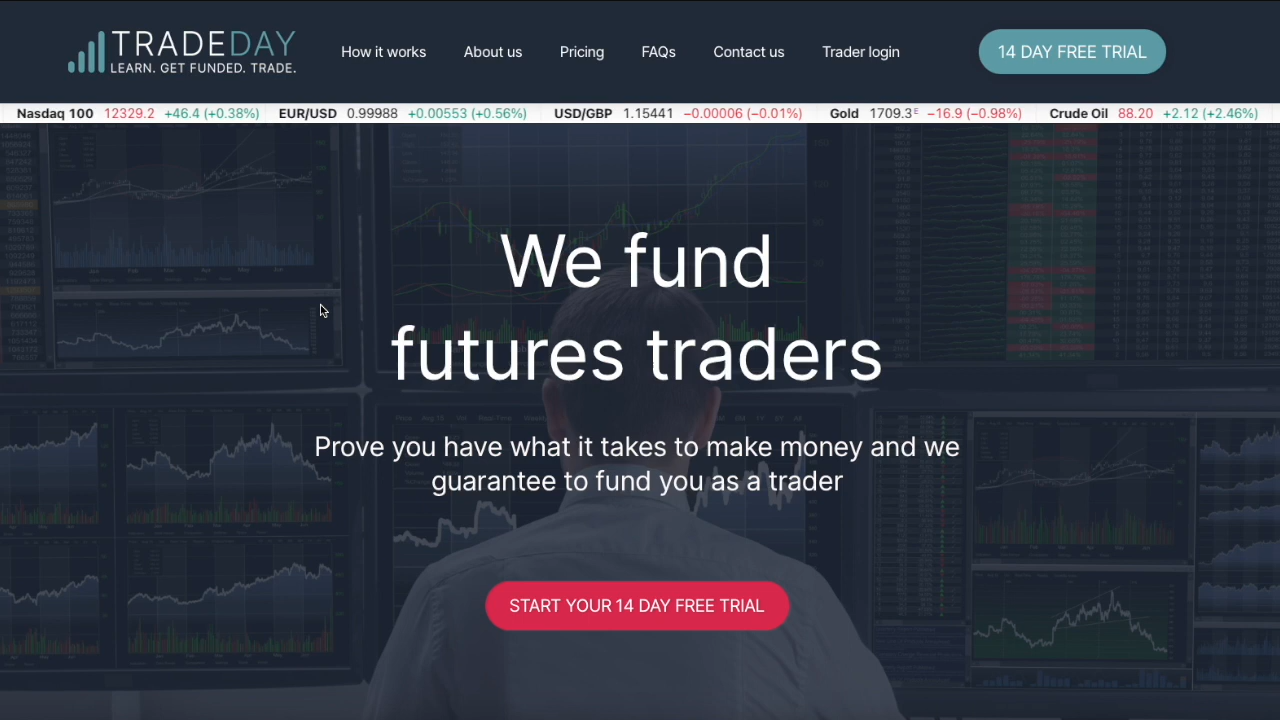 TRADEDAY
LEARN. GET FUNDED. TRADE.
How it works About us Pricing FAQs Contact us Trader login
14 DAY FREE TRIAL
Nasdaq 100 12329.2 +46.4 (+0.38%) EUR/USD 0.99988 +0.00553 (+0.56%) USD/GBP 1.15441 −0.00006 (−0.01%) Gold 1709.3ᴱ −16.9 (−0.98%) Crude Oil 88.20 +2.12 (+2.46%)
We fund
futures traders
Prove you have what it takes to make money and we
guarantee to fund you as a trader
START YOUR 14 DAY FREE TRIAL